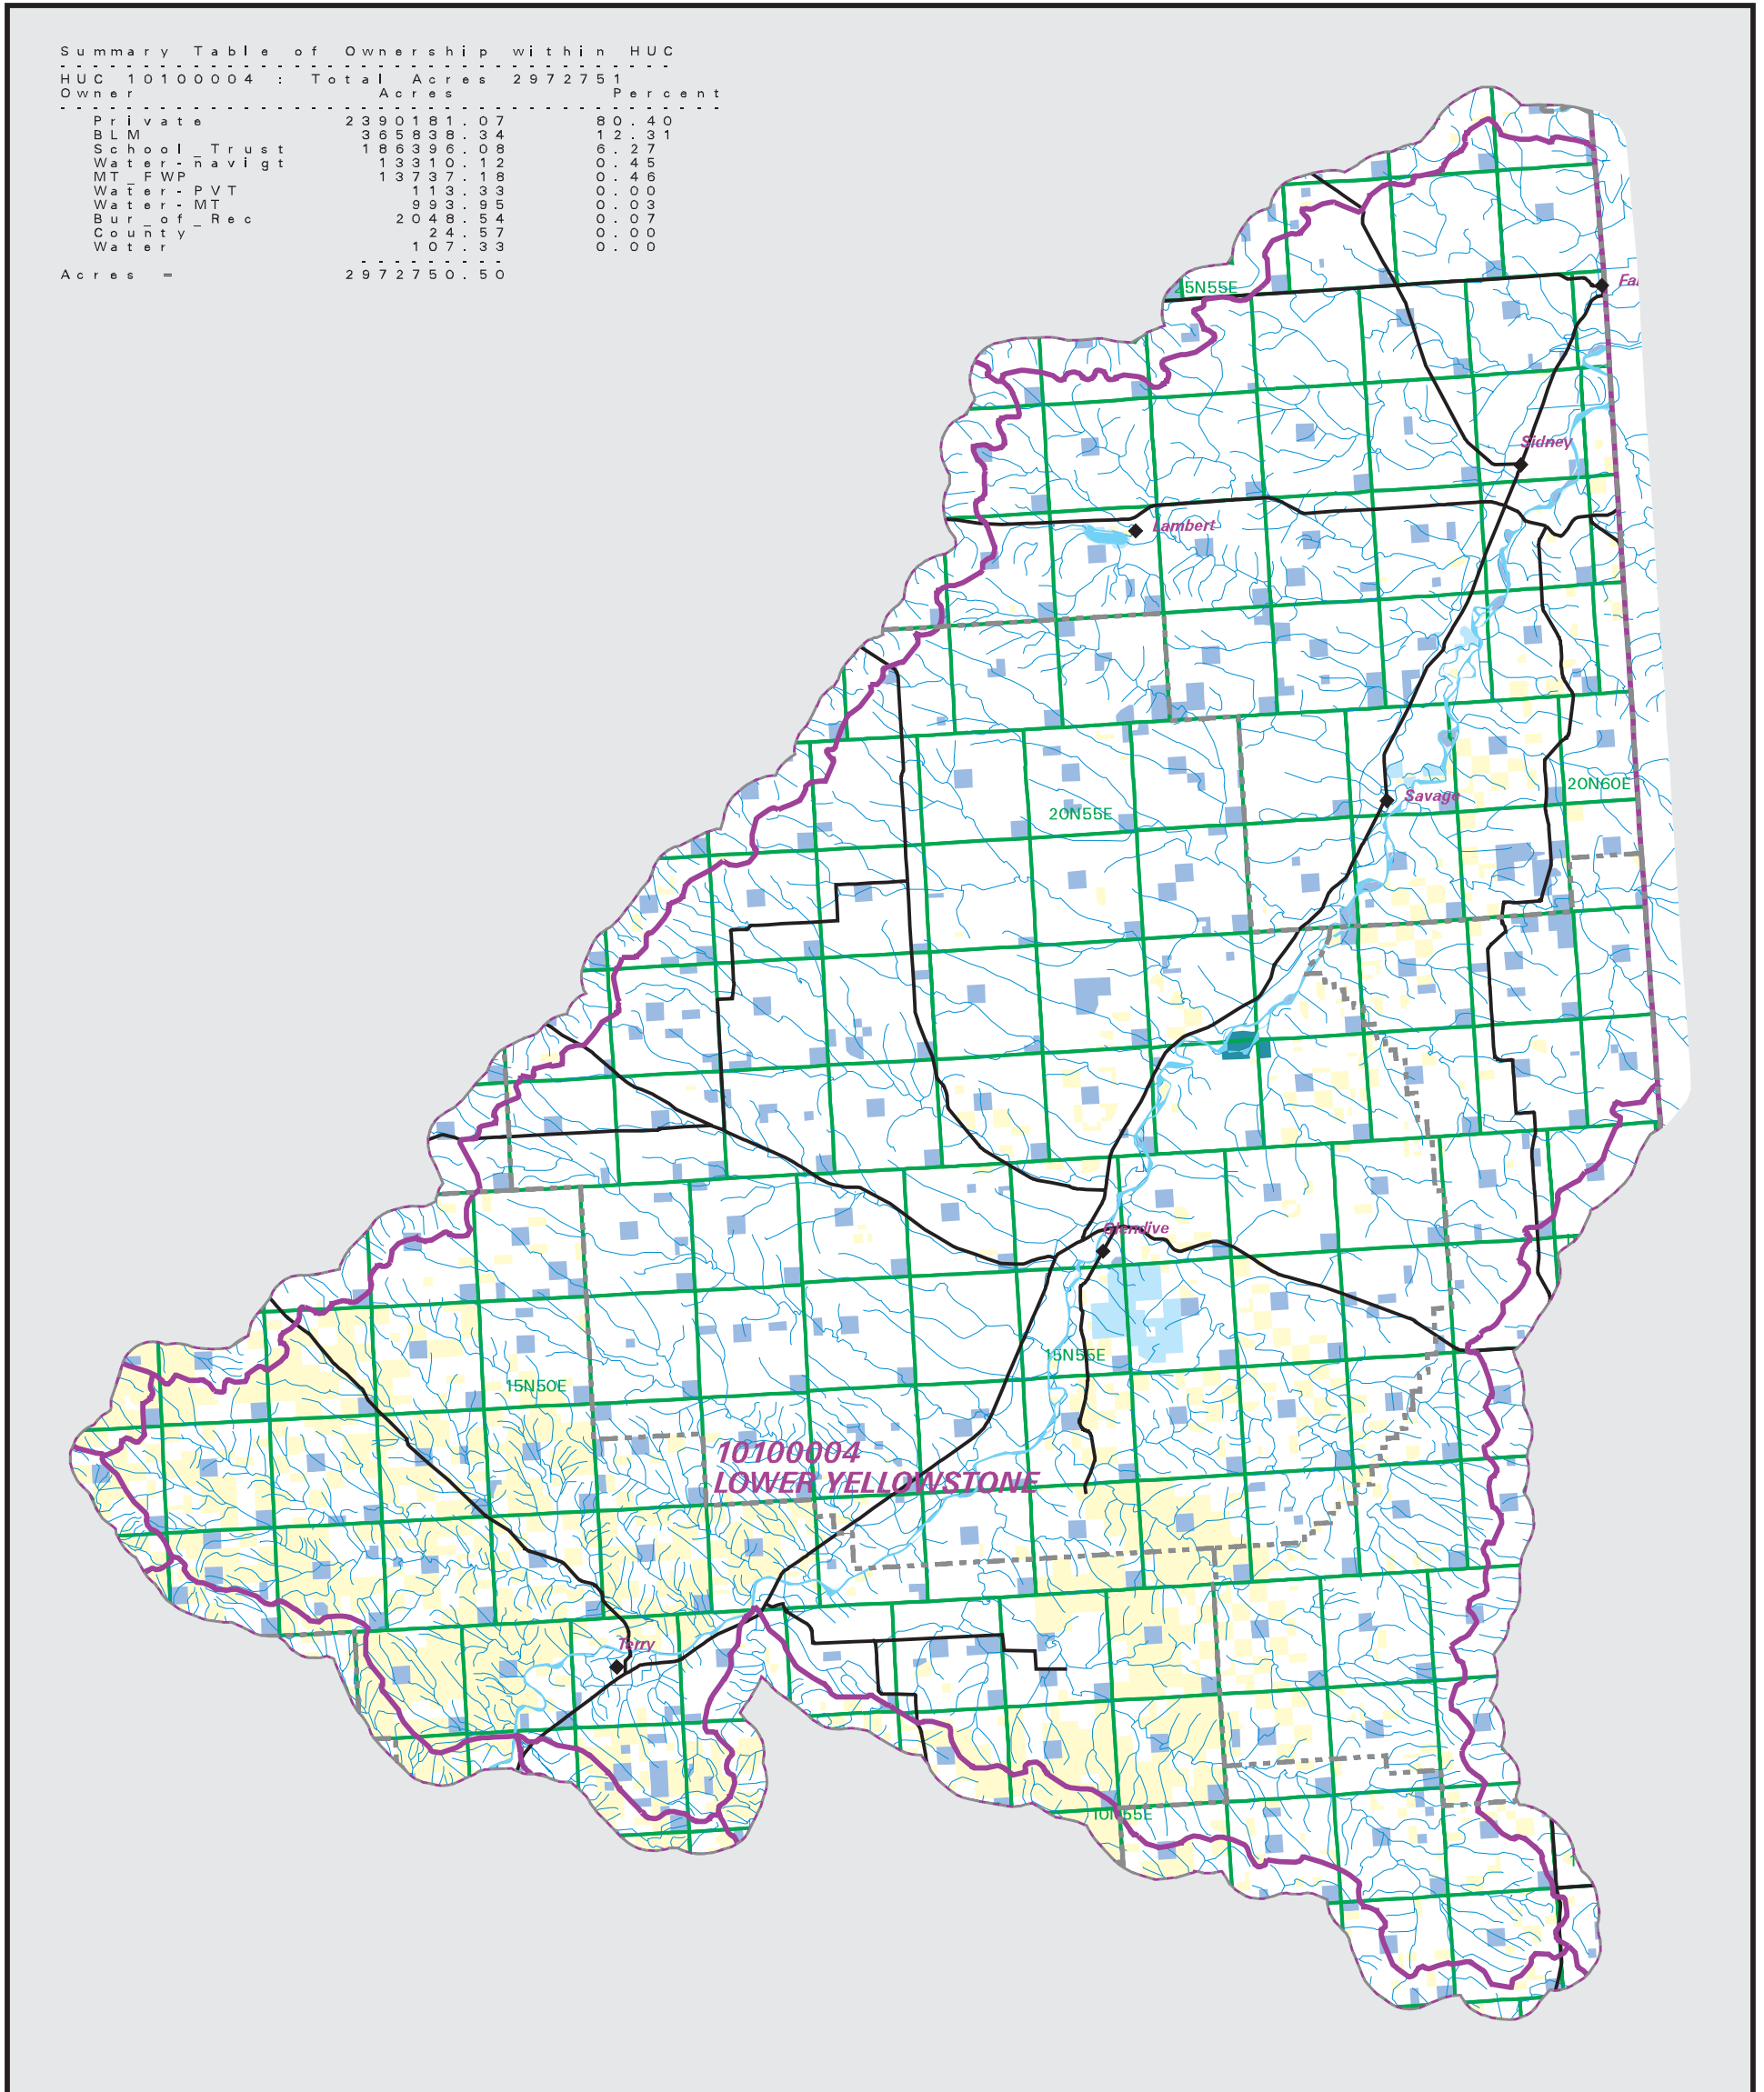 Summary Table of Ownership within HUC
HUC 10100004 : Total Acres 2972751
Owner Acres Percent
Private 2390181.07 80.40
BLM 365838.34 12.31
School_Trust 186396.08 6.27
Water-navigt 13310.12 0.45
MT_FWP 13737.18 0.46
Water-PVT 113.33 0.00
Water-MT 993.95 0.03
Bur_of_Rec 2048.54 0.07
County 24.57 0.00
Water 107.33 0.00
Acres = 2972750.50
25N55E
Fai
Sidney
Lambert
20N60E
Savage
20N55E
Glendive
15N55E
15N50E
10100004
LOWER YELLOWSTONE
Terry
10N55E
1